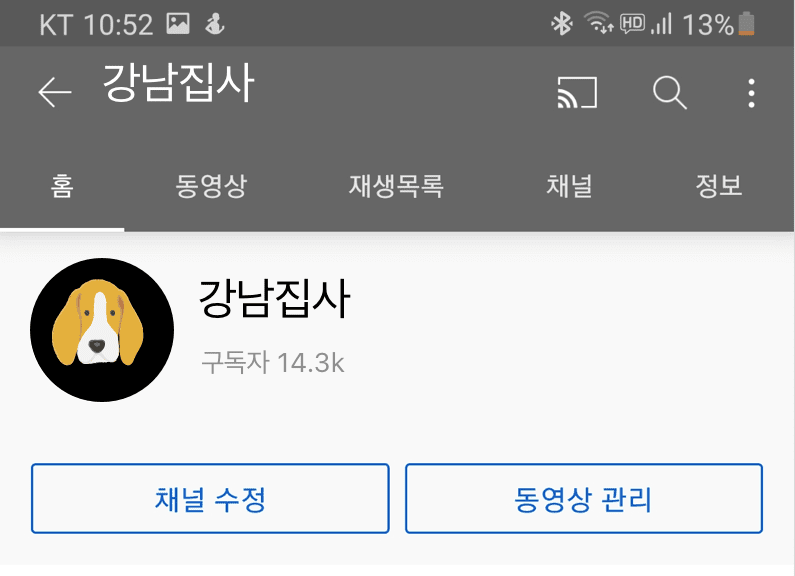 KT 10:52 HD 13%
강남집사
홈 동영상 재생목록 채널 정보
강남집사
구독자 14.3k
채널 수정 동영상 관리